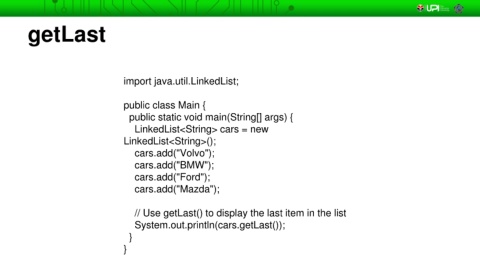 UPI
getLast
import java.util.LinkedList;
public class Main {
public static void main(String[] args) {
LinkedList<String> cars = new
LinkedList<String>();
cars.add("Volvo");
cars.add("BMW");
cars.add("Ford");
cars.add("Mazda");
// Use getLast() to display the last item in the list
System.out.println(cars.getLast());
}
}